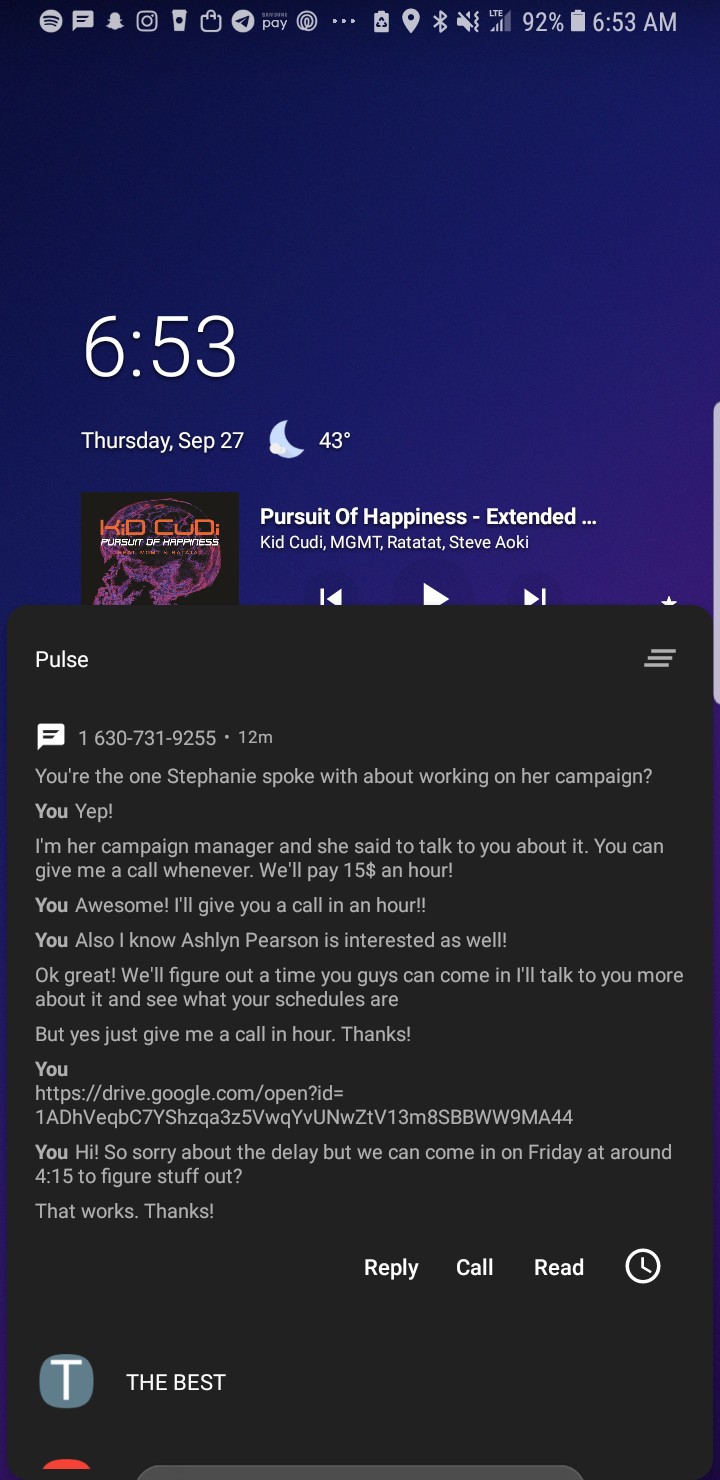 SAMSUNG
pay
LTE
92% 6:53 AM
6:53
Thursday, Sep 27 43°
KiD CuDi
PURSUIT OF HAPPINESS
Pursuit Of Happiness - Extended ...
Kid Cudi, MGMT, Ratatat, Steve Aoki
Pulse
1 630-731-9255 • 12m
You're the one Stephanie spoke with about working on her campaign?
You Yep!
I'm her campaign manager and she said to talk to you about it. You can
give me a call whenever. We'll pay 15$ an hour!
You Awesome! I'll give you a call in an hour!!
You Also I know Ashlyn Pearson is interested as well!
Ok great! We'll figure out a time you guys can come in I'll talk to you more
about it and see what your schedules are
But yes just give me a call in hour. Thanks!
You
https://drive.google.com/open?id=
1ADhVeqbC7YShzqa3z5VwqYvUNwZtV13m8SBBWW9MA44
You Hi! So sorry about the delay but we can come in on Friday at around
4:15 to figure stuff out?
That works. Thanks!
Reply Call Read
T THE BEST